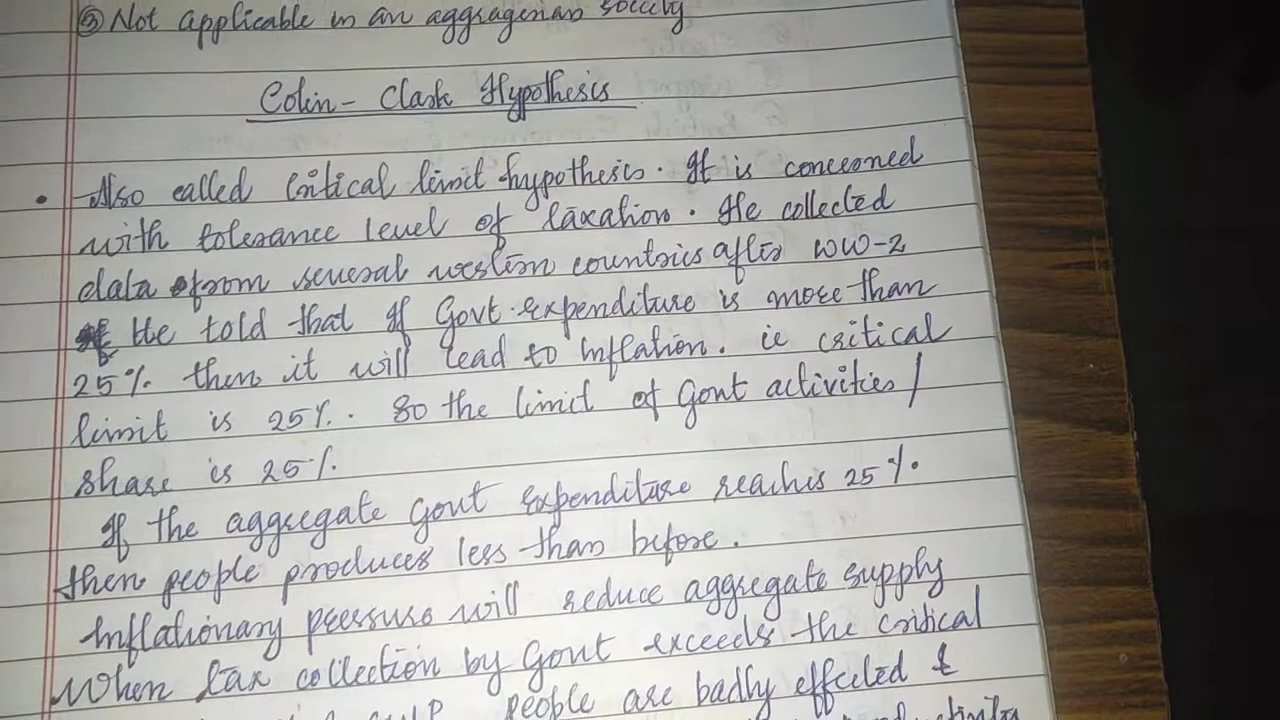 ③ Not applicable in an aggragerian society
Colin - Clark Hypothesis
• Also called Critical limit hypothesis. It is concerned
with tolerance level of taxation. He collected
data from several western countries after WW-2
He told that if Govt. expenditure is more than
25% then it will lead to inflation. ie critical
limit is 25%. So the limit of Govt activities/
share is 25%.
If the aggregate Govt expenditure reaches 25%.
then people produces less than before.
Inflationary pressure will reduce aggregate supply
When tax collection by Govt exceeds the critical
people are badly effected &